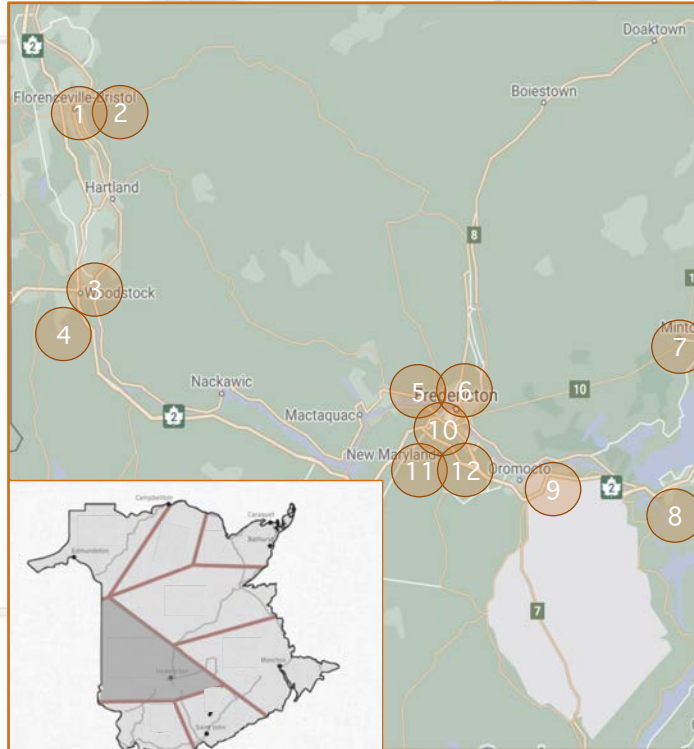 2
Doaktown
Florenceville-Bristol
1
2
Boiestown
Hartland
8
3
Woodstock
4
7
Nackawic
5
6
Fredericton
10
2
Mactaquac
10
New Maryland
11
12
Oromocto
9
2
8
7
Campbellton
Caraquet
Bathurst
Edmundston
Fredericton
Moncton
Saint John